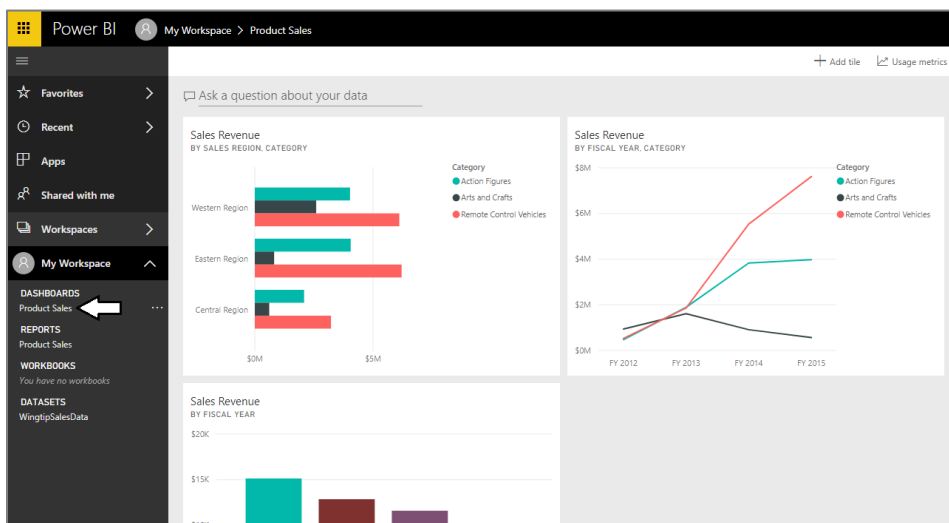 Power BI
My Workspace > Product Sales
Add tile
Usage metrics
Favorites
Recent
Apps
Shared with me
Workspaces
My Workspace
DASHBOARDS
Product Sales
REPORTS
Product Sales
WORKBOOKS
You have no workbooks
DATASETS
WingtipSalesData
Ask a question about your data
Sales Revenue
BY SALES REGION, CATEGORY
Category
Action Figures
Arts and Crafts
Remote Control Vehicles
Western Region
Eastern Region
Central Region
$0M $5M
Sales Revenue
BY FISCAL YEAR, CATEGORY
$8M
$6M
$4M
$2M
$0M
FY 2012 FY 2013 FY 2014 FY 2015
Category
Action Figures
Arts and Crafts
Remote Control Vehicles
Sales Revenue
BY FISCAL YEAR
$20K
$15K